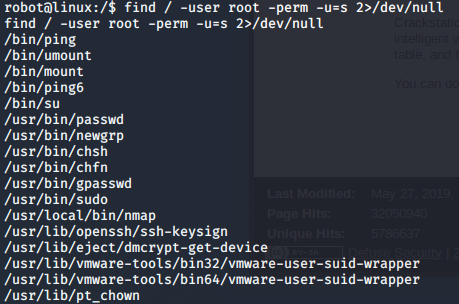 robot@linux:/$ find / -user root -perm -u=s 2>/dev/null
find / -user root -perm -u=s 2>/dev/null
/bin/ping
/bin/umount
/bin/mount
/bin/ping6
/bin/su
/usr/bin/passwd
/usr/bin/newgrp
/usr/bin/chsh
/usr/bin/chfn
/usr/bin/gpasswd
/usr/bin/sudo
/usr/local/bin/nmap
/usr/lib/openssh/ssh-keysign
/usr/lib/eject/dmcrypt-get-device
/usr/lib/vmware-tools/bin32/vmware-user-suid-wrapper
/usr/lib/vmware-tools/bin64/vmware-user-suid-wrapper
/usr/lib/pt_chown
Crackstatio
intelligent w
table, and
You can do
Last Modified: May 27, 2019,
Page Hits: 32050940
Unique Hits: 5786637
Defuse Security |